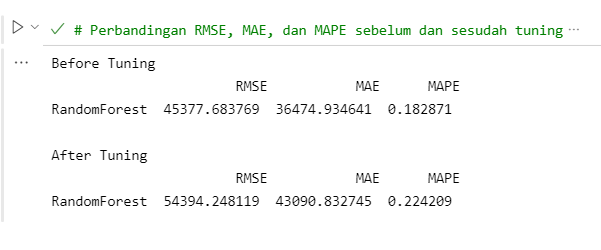 # Perbandingan RMSE, MAE, dan MAPE sebelum dan sesudah tuning ...
... Before Tuning
RMSE MAE MAPE
RandomForest 45377.683769 36474.934641 0.182871
After Tuning
RMSE MAE MAPE
RandomForest 54394.248119 43090.832745 0.224209